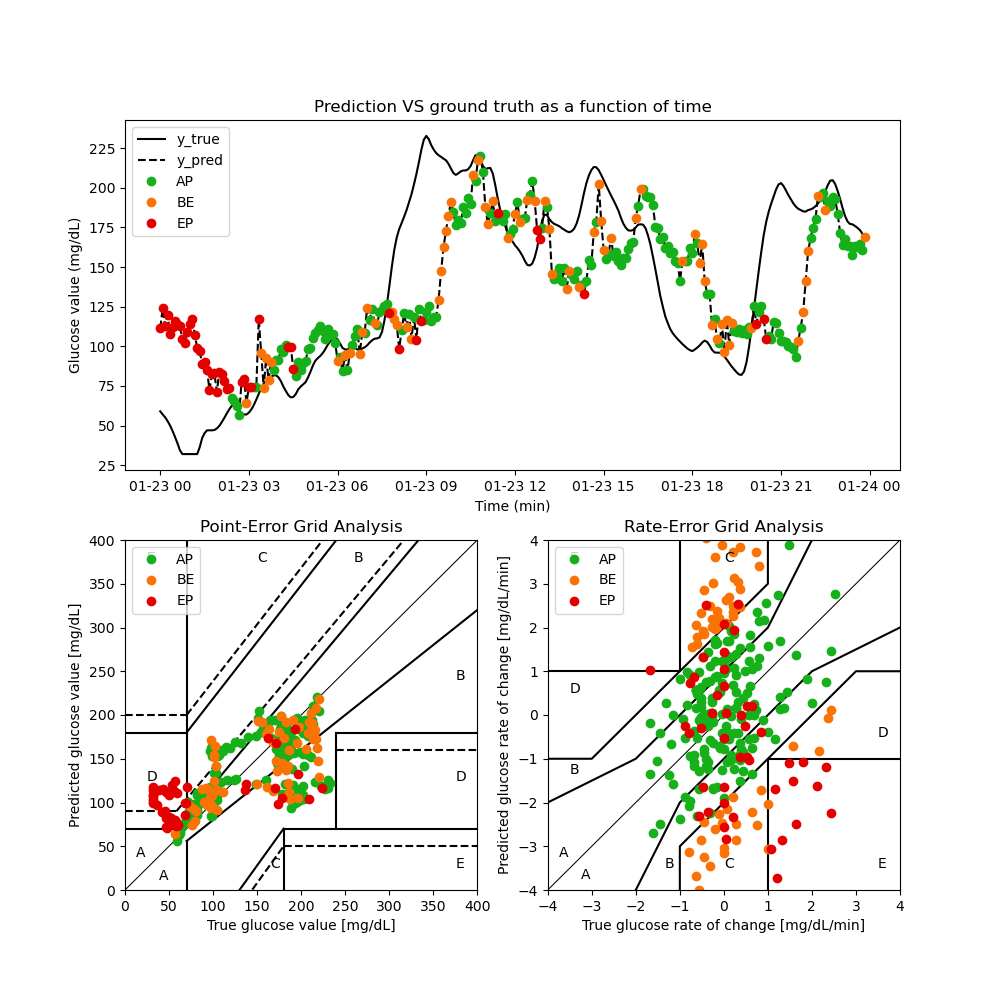 Prediction VS ground truth as a function of time
Glucose value (mg/dL)
225
200
175
150
125
100
75
50
25
y_true
y_pred
AP
BE
EP
01-23 00 01-23 03 01-23 06 01-23 09 01-23 12 01-23 15 01-23 18 01-23 21 01-24 00
Time (min)
Point-Error Grid Analysis
Predicted glucose value [mg/dL]
400
350
300
250
200
150
100
50
0
AP
BE
EP
C
B
B
D
D
A
A
C
E
0 50 100 150 200 250 300 350 400
True glucose value [mg/dL]
Rate-Error Grid Analysis
Predicted glucose rate of change [mg/dL/min]
4
3
2
1
0
−1
−2
−3
−4
AP
BE
EP
C
D
D
B
A
A
B
C
E
−4 −3 −2 −1 0 1 2 3 4
True glucose rate of change [mg/dL/min]